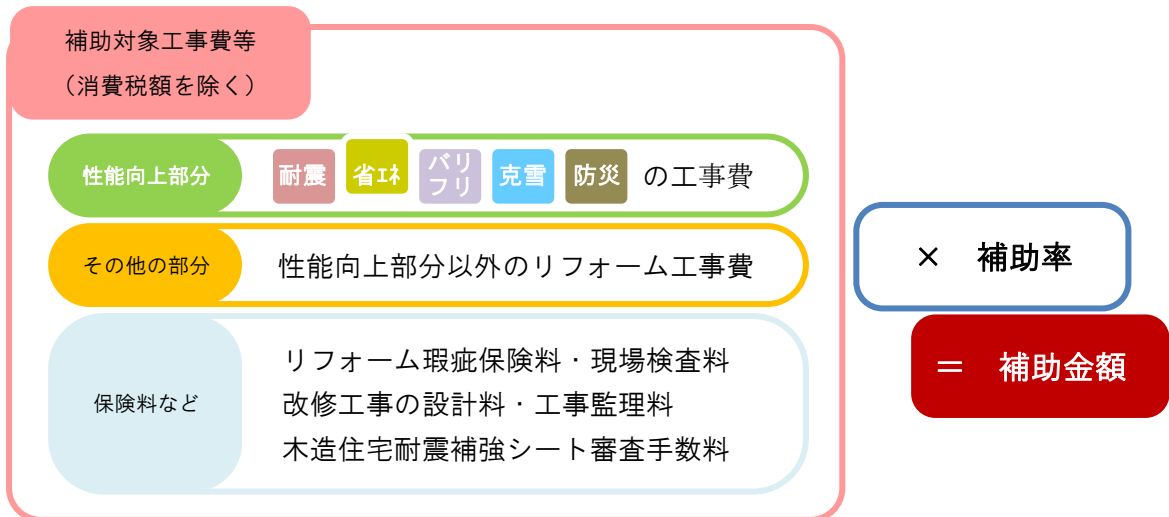 補助対象工事費等
（消費税額を除く）
性能向上部分 耐震 省エネ バリフリ 克雪 防災 の工事費
その他の部分 性能向上部分以外のリフォーム工事費
× 補助率
保険料など
リフォーム瑕疵保険料・現場検査料
改修工事の設計料・工事監理料
木造住宅耐震補強シート審査手数料
＝ 補助金額